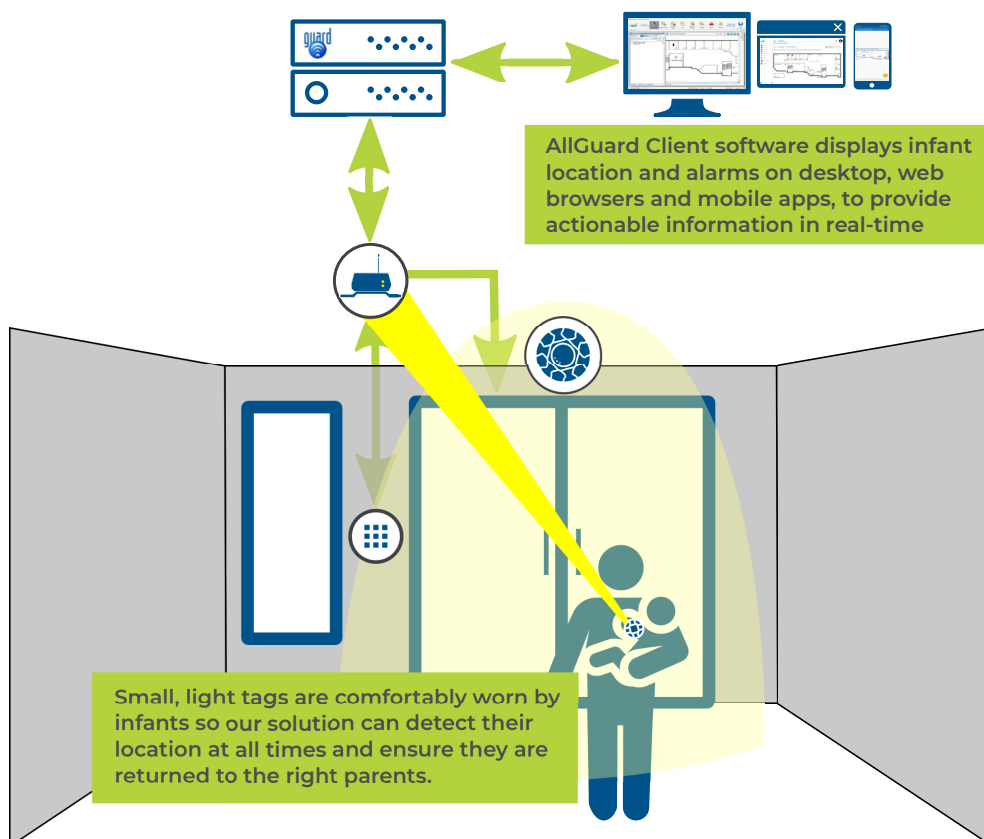 guard
AllGuard Client software displays infant
location and alarms on desktop, web
browsers and mobile apps, to provide
actionable information in real-time
Small, light tags are comfortably worn by
infants so our solution can detect their
location at all times and ensure they are
returned to the right parents.